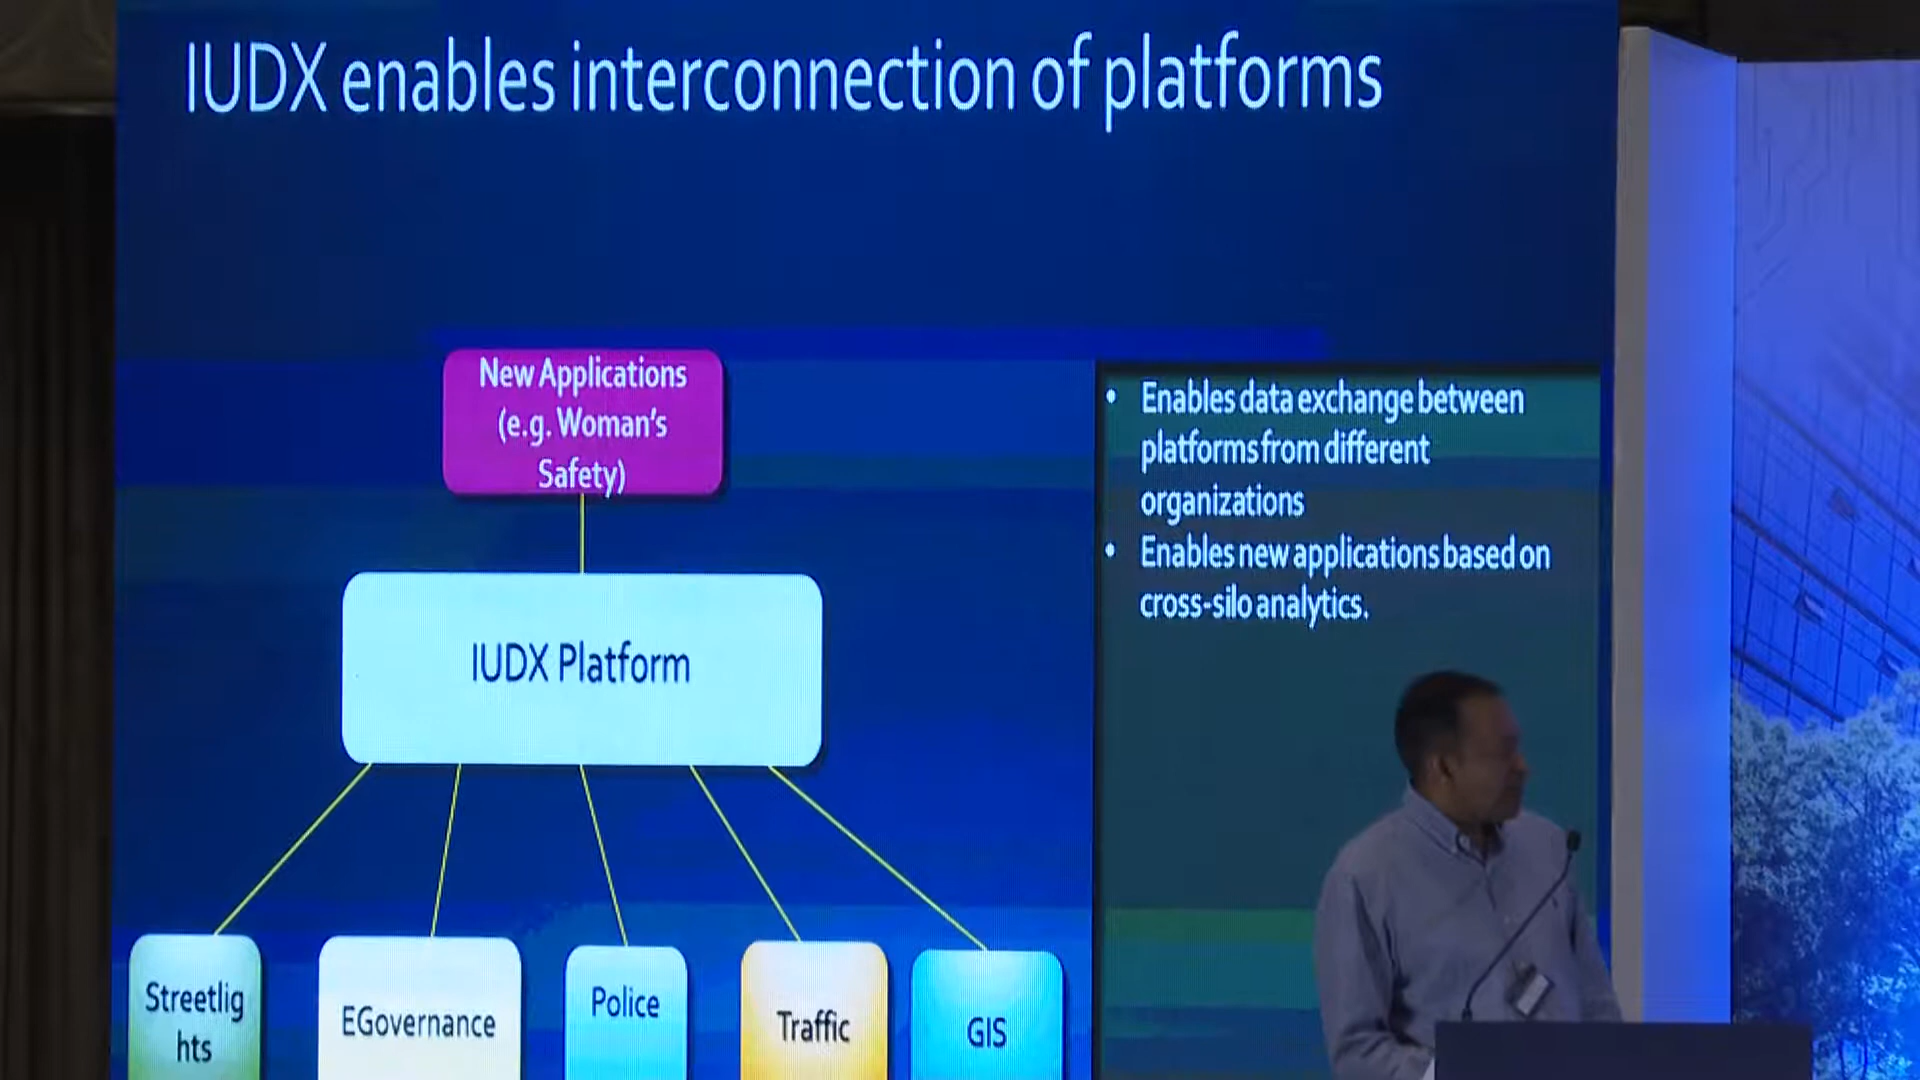 IUDX enables interconnection of platforms
New Applications
(e.g. Woman's
Safety)
IUDX Platform
Streetlig
hts
EGovernance
Police
Traffic
GIS
• Enables data exchange between
platforms from different
organizations
• Enables new applications based on
cross-silo analytics.